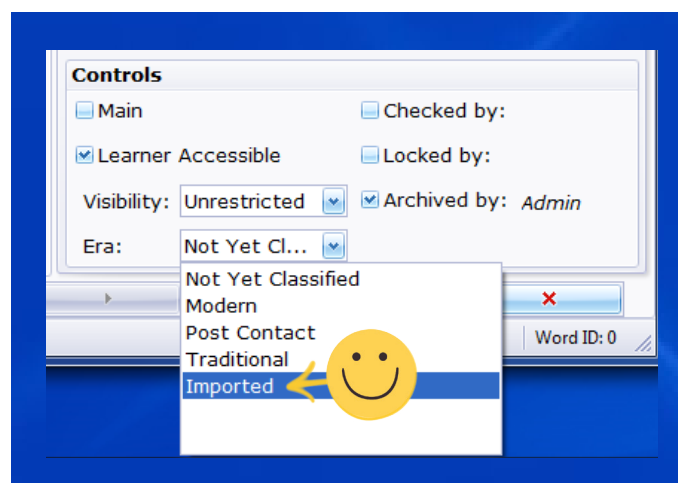 Controls
Main
Checked by:
Learner Accessible
Locked by:
Visibility: Unrestricted
Archived by: Admin
Era: Not Yet Cl...
Not Yet Classified
Modern
Post Contact
Traditional
Imported
Word ID: 0